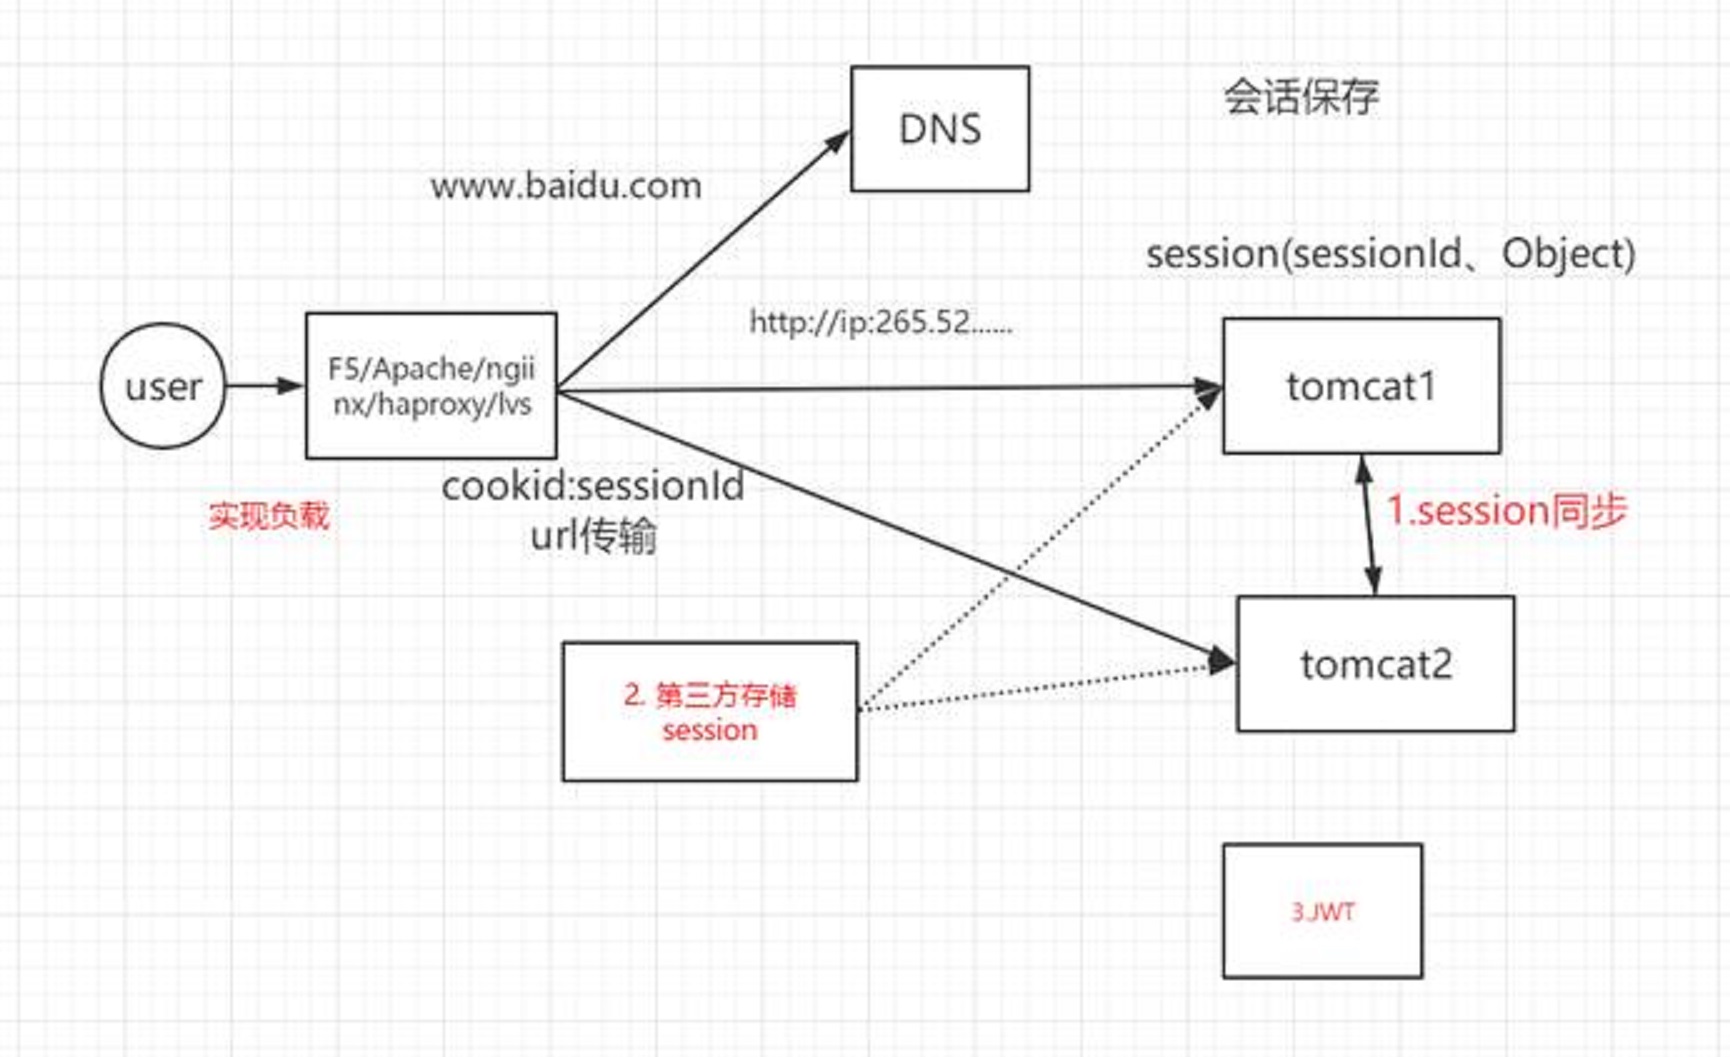 DNS
会话保存
www.baidu.com
session(sessionId、Object)
http://ip:265.52......
user
F5/Apache/ngii
nx/haproxy/lvs
tomcat1
cookid:sessionId
url传输
实现负载
1.session同步
tomcat2
2. 第三方存储
session
3.JWT